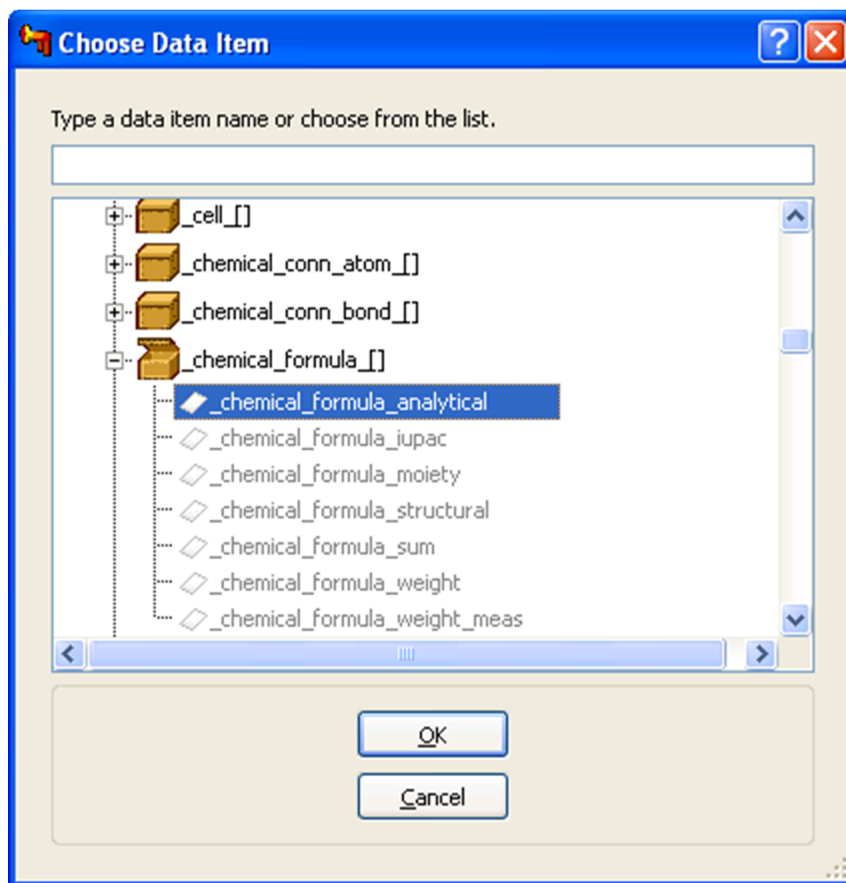 Choose Data Item
Type a data item name or choose from the list.
_cell_[]
_chemical_conn_atom_[]
_chemical_conn_bond_[]
_chemical_formula_[]
_chemical_formula_analytical
_chemical_formula_iupac
_chemical_formula_moiety
_chemical_formula_structural
_chemical_formula_sum
_chemical_formula_weight
_chemical_formula_weight_meas
OK
Cancel